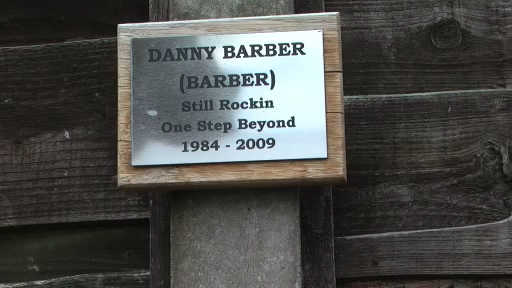 DANNY BARBER
(BARBER)
Still Rockin
One Step Beyond
1984 - 2009